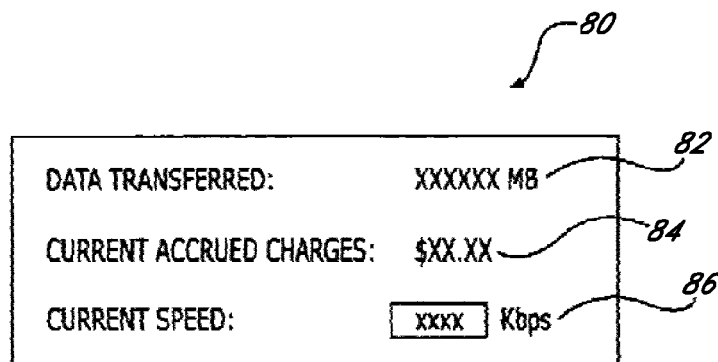 80
DATA TRANSFERRED: XXXXXX MB 82
CURRENT ACCRUED CHARGES: $XX.XX 84
CURRENT SPEED: xxxx Kbps 86